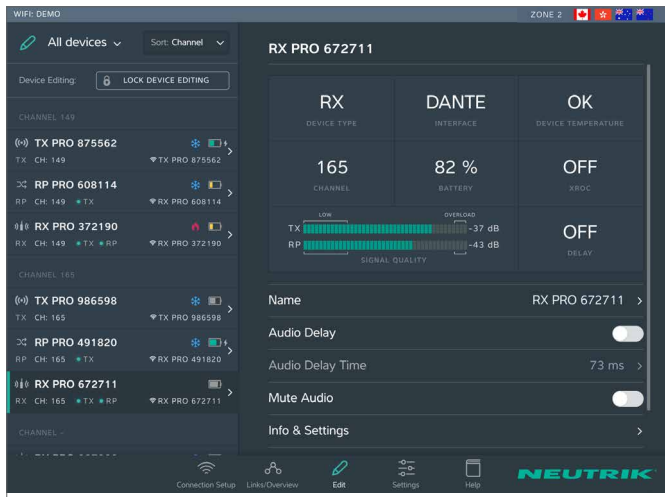 WIFI: DEMO
ZONE 2
All devices
Sort: Channel
Device Editing:
LOCK DEVICE EDITING
CHANNEL 149
TX PRO 875562
TX CH: 149 TX PRO 875562
RP PRO 608114
RP CH: 149 TX RX PRO 608114
RX PRO 372190
RX CH: 149 TX RP RX PRO 372190
CHANNEL 165
TX PRO 986598
TX CH: 165 TX PRO 986598
RP PRO 491820
RP CH: 165 TX RX PRO 491820
RX PRO 672711
RX CH: 165 TX RP RX PRO 672711
CHANNEL -
RX PRO 672711
RX
DEVICE TYPE
DANTE
INTERFACE
OK
DEVICE TEMPERATURE
165
CHANNEL
82 %
BATTERY
OFF
XROC
LOW OVERLOAD
TX -37 dB
RP -43 dB
SIGNAL QUALITY
OFF
DELAY
Name RX PRO 672711
Audio Delay
Audio Delay Time 73 ms
Mute Audio
Info & Settings
Connection Setup
Links/Overview
Edit
Settings
Help
NEUTRIK